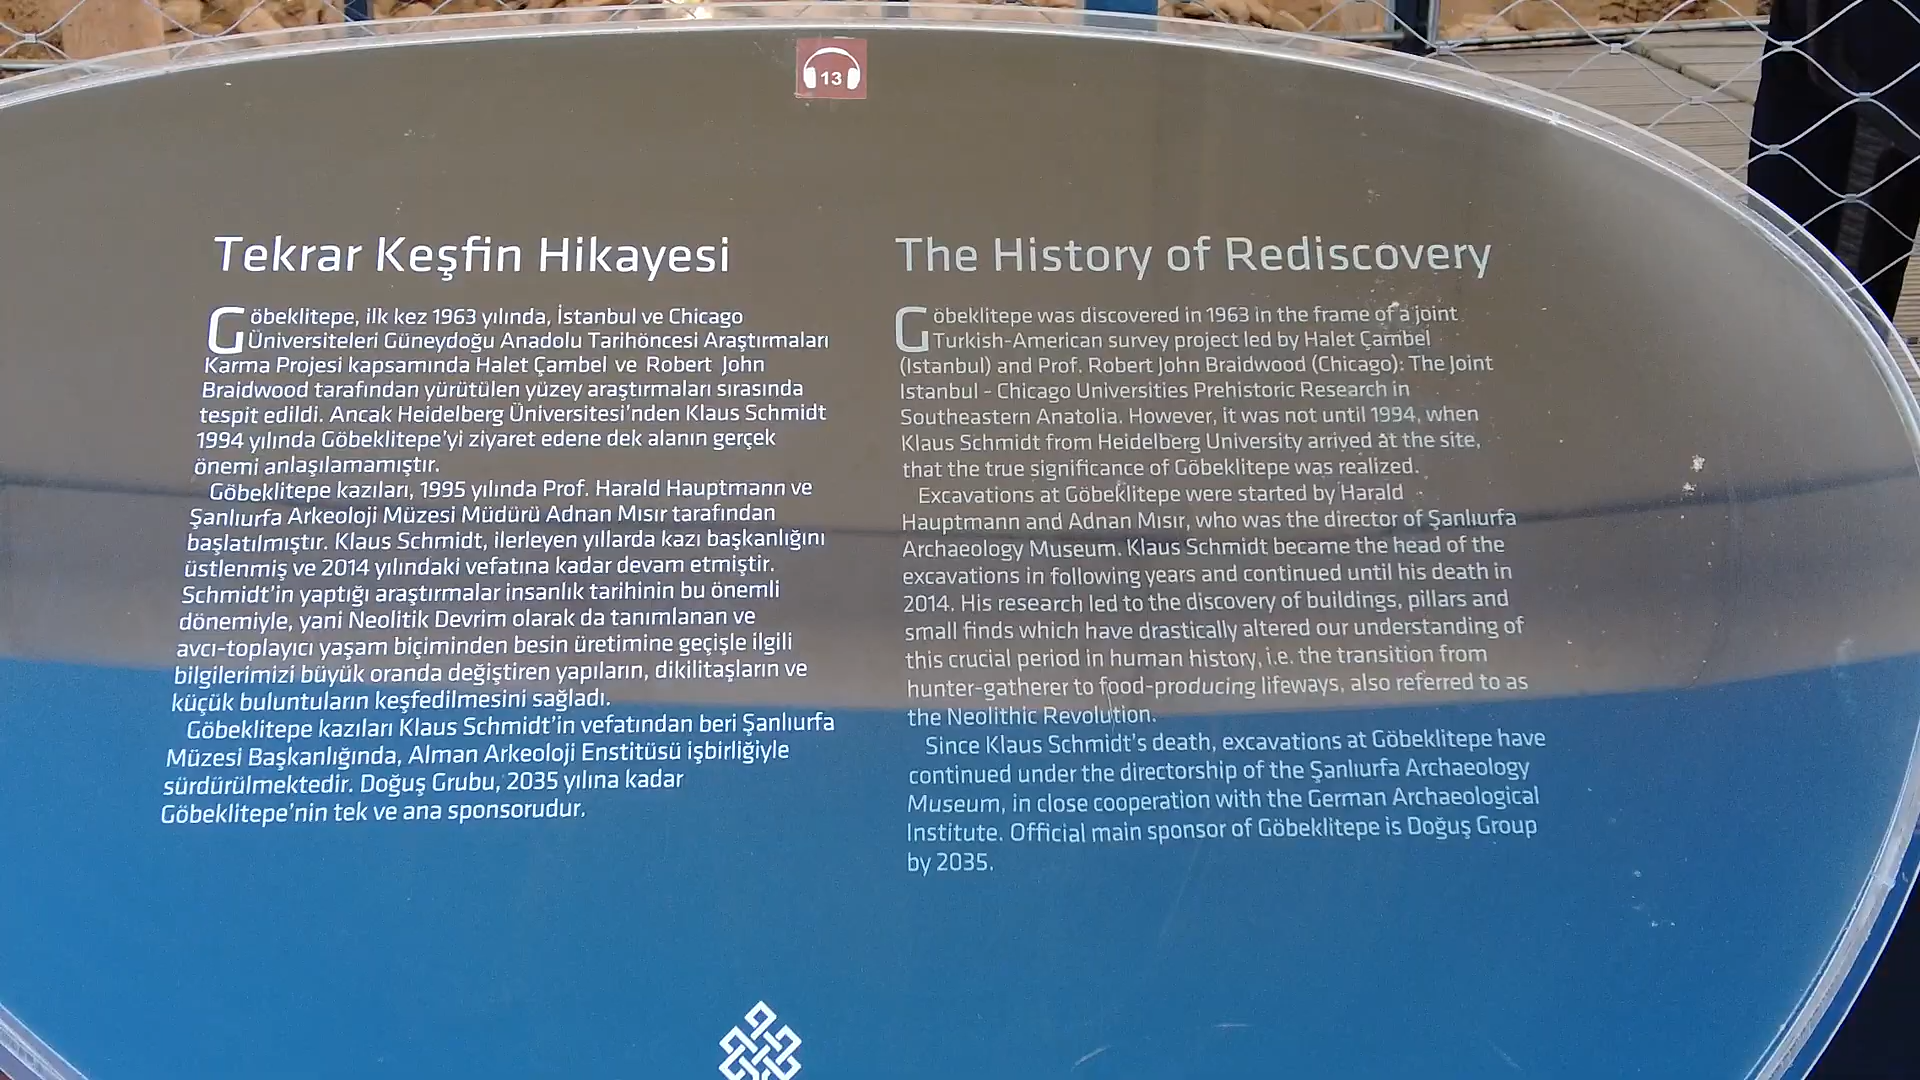 13
Tekrar Keşfin Hikayesi
Göbeklitepe, ilk kez 1963 yılında, İstanbul ve Chicago
Üniversiteleri Güneydoğu Anadolu Tarihöncesi Araştırmaları
Karma Projesi kapsamında Halet Çambel ve Robert John
Braidwood tarafından yürütülen yüzey araştırmaları sırasında
tespit edildi. Ancak Heidelberg Üniversitesi'nden Klaus Schmidt
1994 yılında Göbeklitepe'yi ziyaret edene dek alanın gerçek
önemi anlaşılamamıştır.
Göbeklitepe kazıları, 1995 yılında Prof. Harald Hauptmann ve
Şanlıurfa Arkeoloji Müzesi Müdürü Adnan Mısır tarafından
başlatılmıştır. Klaus Schmidt, ilerleyen yıllarda kazı başkanlığını
üstlenmiş ve 2014 yılındaki vefatına kadar devam etmiştir.
Schmidt'in yaptığı araştırmalar insanlık tarihinin bu önemli
dönemiyle, yani Neolitik Devrim olarak da tanımlanan ve
avcı-toplayıcı yaşam biçiminden besin üretimine geçişle ilgili
bilgilerimizi büyük oranda değiştiren yapıların, dikilitaşların ve
küçük buluntuların keşfedilmesini sağladı.
Göbeklitepe kazıları Klaus Schmidt'in vefatından beri Şanlıurfa
Müzesi Başkanlığında, Alman Arkeoloji Enstitüsü işbirliğiyle
sürdürülmektedir. Doğuş Grubu, 2035 yılına kadar
Göbeklitepe'nin tek ve ana sponsorudur.
The History of Rediscovery
Göbeklitepe was discovered in 1963 in the frame of a joint
Turkish-American survey project led by Halet Çambel
(Istanbul) and Prof. Robert John Braidwood (Chicago): The Joint
Istanbul - Chicago Universities Prehistoric Research in
Southeastern Anatolia. However, it was not until 1994, when
Klaus Schmidt from Heidelberg University arrived at the site,
that the true significance of Göbeklitepe was realized.
Excavations at Göbeklitepe were started by Harald
Hauptmann and Adnan Mısır, who was the director of Şanlıurfa
Archaeology Museum. Klaus Schmidt became the head of the
excavations in following years and continued until his death in
2014. His research led to the discovery of buildings, pillars and
small finds which have drastically altered our understanding of
this crucial period in human history, i.e. the transition from
hunter-gatherer to food-producing lifeways, also referred to as
the Neolithic Revolution.
Since Klaus Schmidt's death, excavations at Göbeklitepe have
continued under the directorship of the Şanlıurfa Archaeology
Museum, in close cooperation with the German Archaeological
Institute. Official main sponsor of Göbeklitepe is Doğuş Group
by 2035.